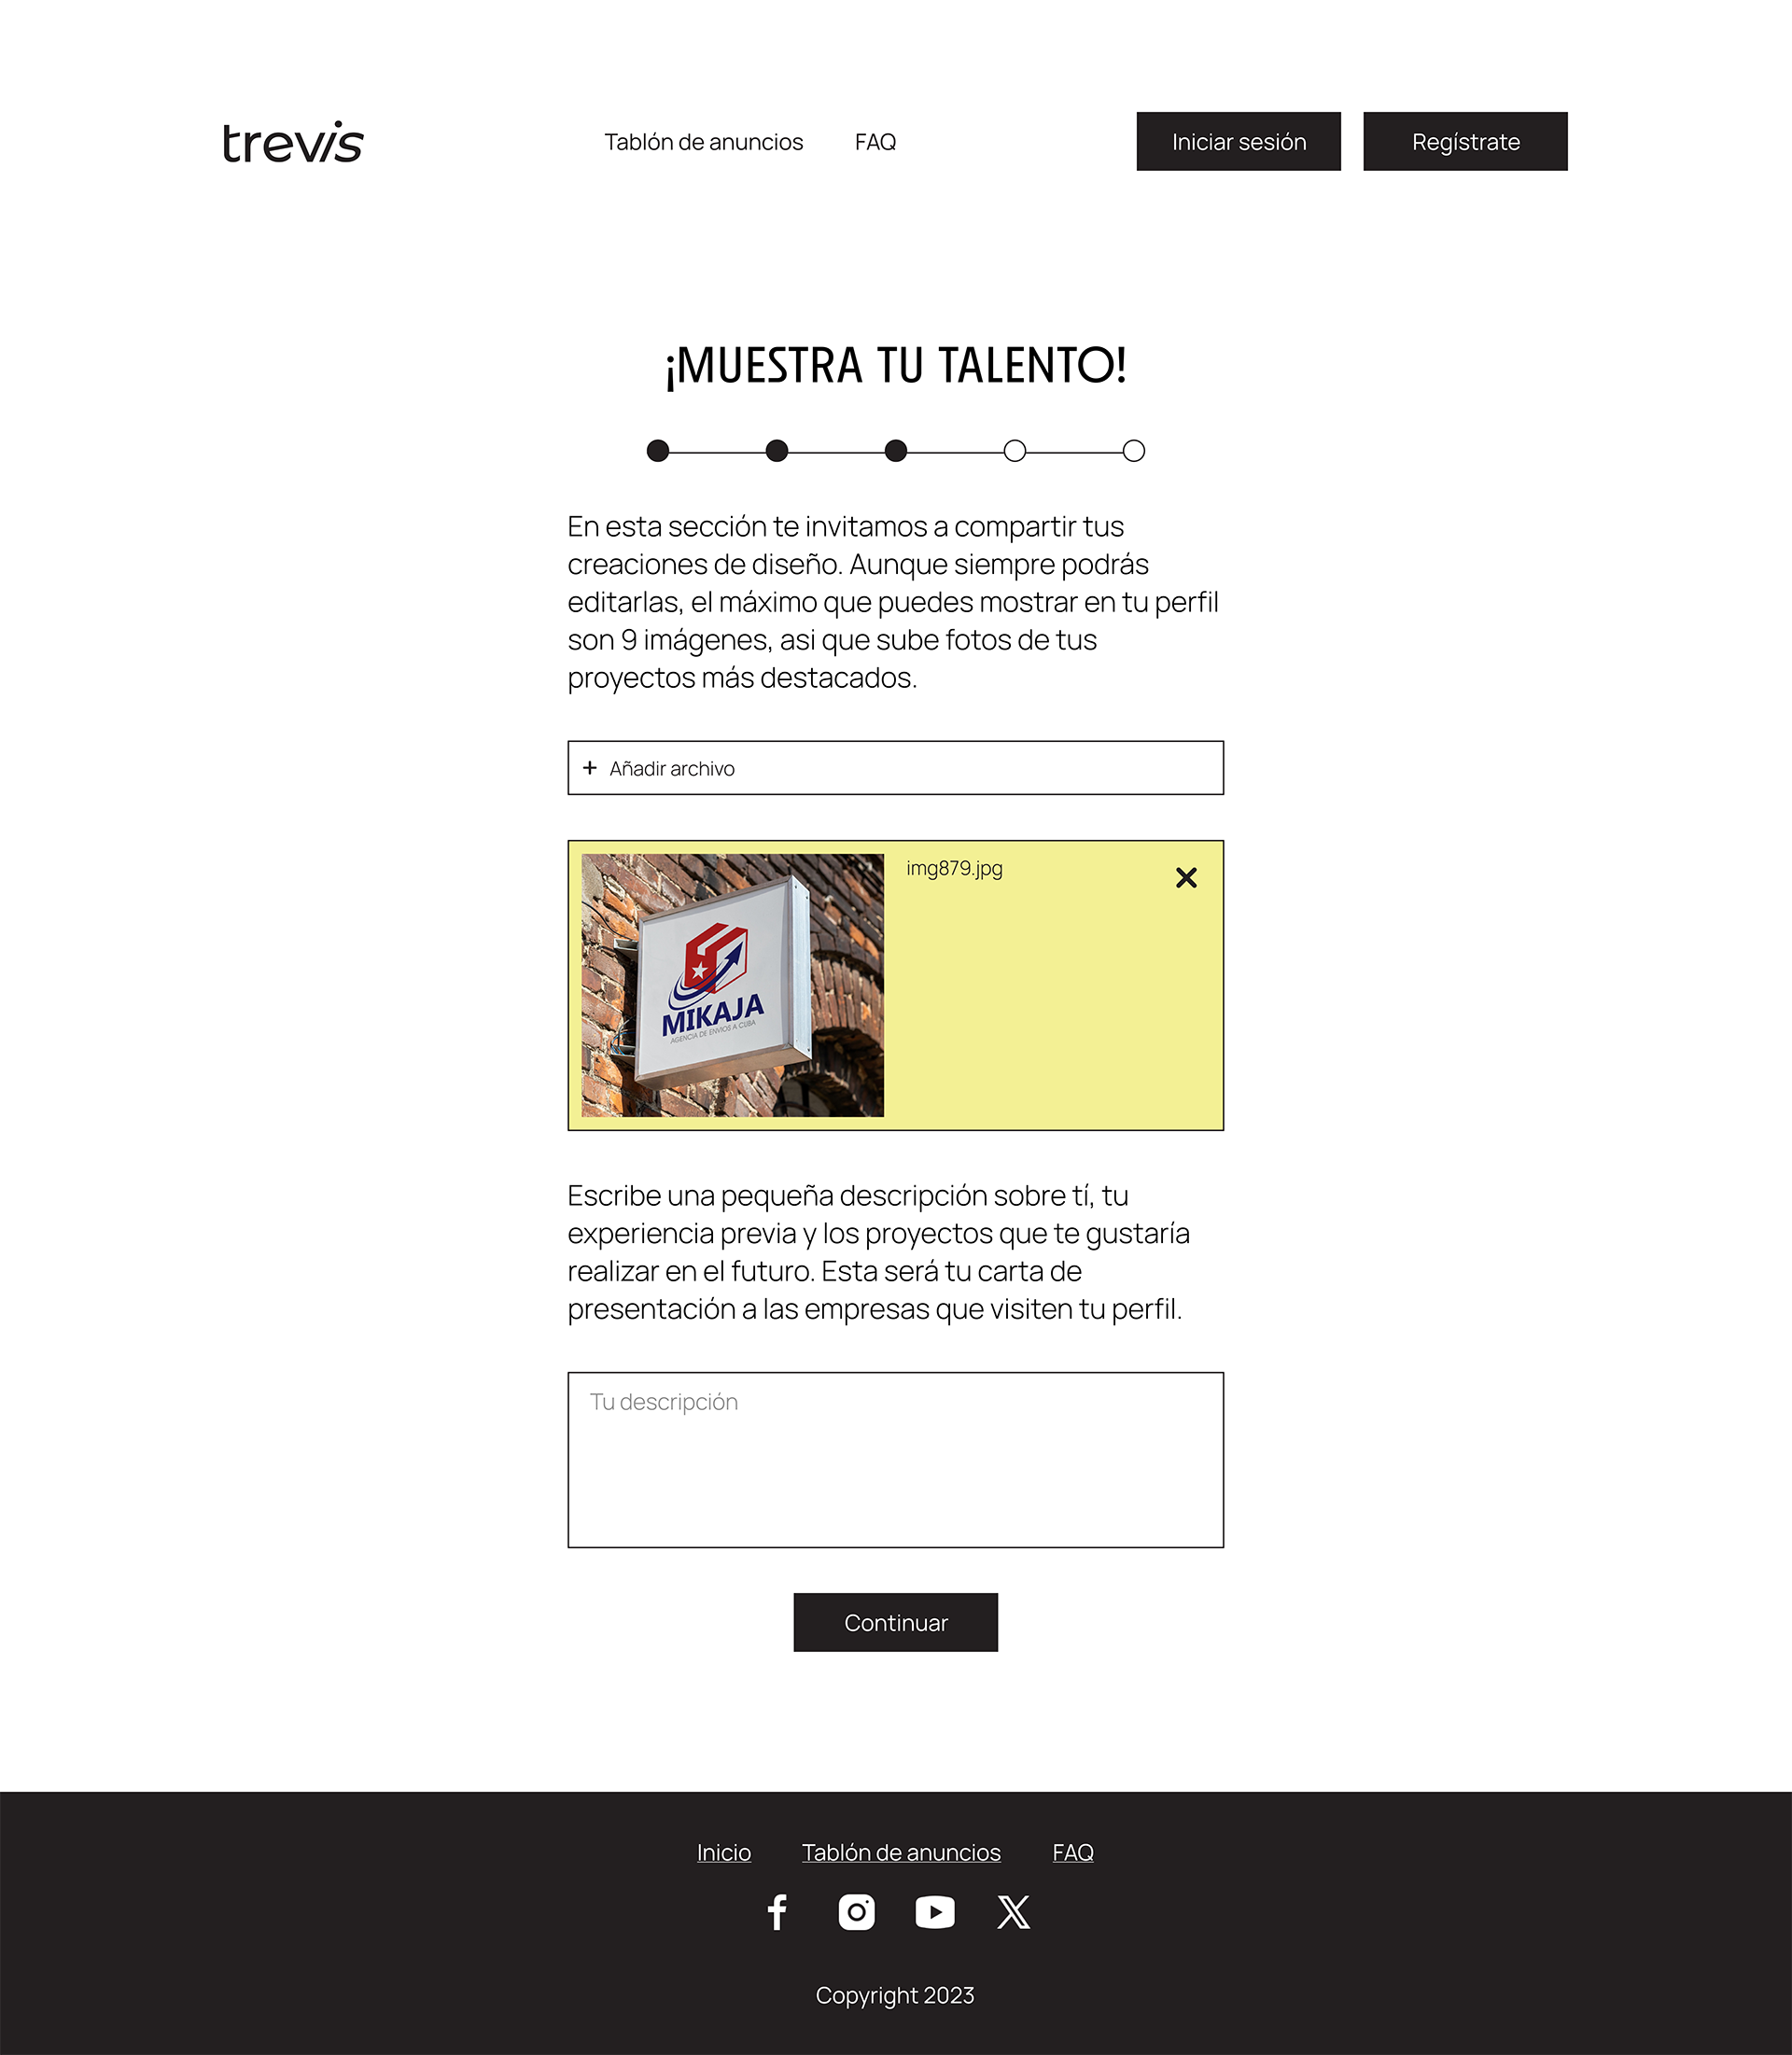 trevis
Tablón de anuncios
FAQ
Iniciar sesión
Regístrate
¡MUESTRA TU TALENTO!
En esta sección te invitamos a compartir tus
creaciones de diseño. Aunque siempre podrás
editarlas, el máximo que puedes mostrar en tu perfil
son 9 imágenes, asi que sube fotos de tus
proyectos más destacados.
+ Añadir archivo
img879.jpg
MIKAJA
AGENCIA DE ENVIOS A CUBA
Escribe una pequeña descripción sobre tí, tu
experiencia previa y los proyectos que te gustaría
realizar en el futuro. Esta será tu carta de
presentación a las empresas que visiten tu perfil.
Tu descripción
Continuar
Inicio
Tablón de anuncios
FAQ
Copyright 2023